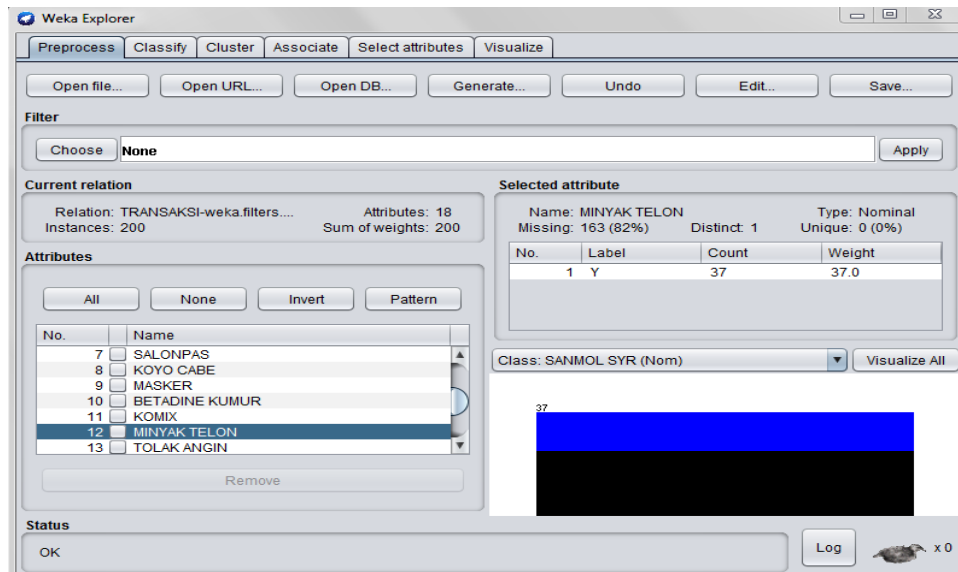 Weka Explorer
Preprocess Classify Cluster Associate Select attributes Visualize
Open file... Open URL... Open DB... Generate... Undo Edit... Save...
Filter
Choose None Apply
Current relation
Relation: TRANSAKSI-weka.filters.... Attributes: 18
Instances: 200 Sum of weights: 200
Attributes
All None Invert Pattern
No. Name
7 SALONPAS
8 KOYO CABE
9 MASKER
10 BETADINE KUMUR
11 KOMIX
12 MINYAK TELON
13 TOLAK ANGIN
Remove
Selected attribute
Name: MINYAK TELON Type: Nominal
Missing: 163 (82%) Distinct: 1 Unique: 0 (0%)
No. Label Count Weight
1 Y 37 37.0
Class: SANMOL SYR (Nom) Visualize All
37
Status
OK Log x 0